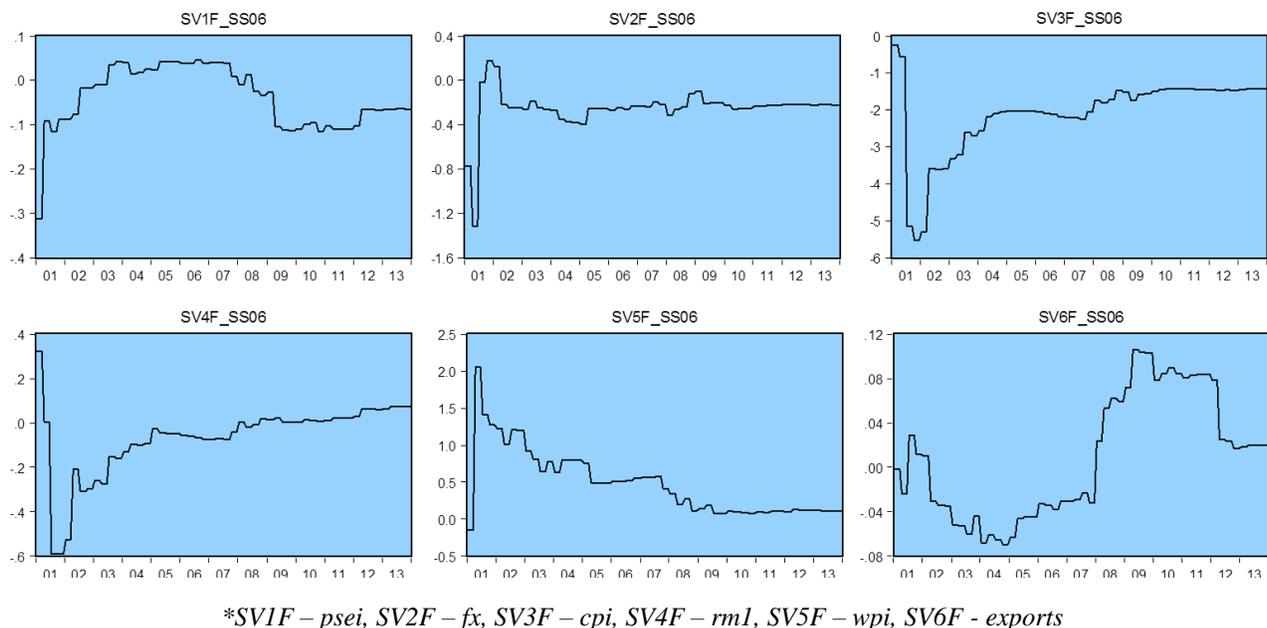 SV1F_SS06
.1
.0
-.1
-.2
-.3
-.4
01 02 03 04 05 06 07 08 09 10 11 12 13
SV2F_SS06
0.4
0.0
-0.4
-0.8
-1.2
-1.6
01 02 03 04 05 06 07 08 09 10 11 12 13
SV3F_SS06
0
-1
-2
-3
-4
-5
-6
01 02 03 04 05 06 07 08 09 10 11 12 13
SV4F_SS06
.4
.2
.0
-.2
-.4
-.6
01 02 03 04 05 06 07 08 09 10 11 12 13
SV5F_SS06
2.5
2.0
1.5
1.0
0.5
0.0
-0.5
01 02 03 04 05 06 07 08 09 10 11 12 13
SV6F_SS06
.12
.08
.04
.00
-.04
-.08
01 02 03 04 05 06 07 08 09 10 11 12 13
*SV1F – psei, SV2F – fx, SV3F – cpi, SV4F – rm1, SV5F – wpi, SV6F - exports